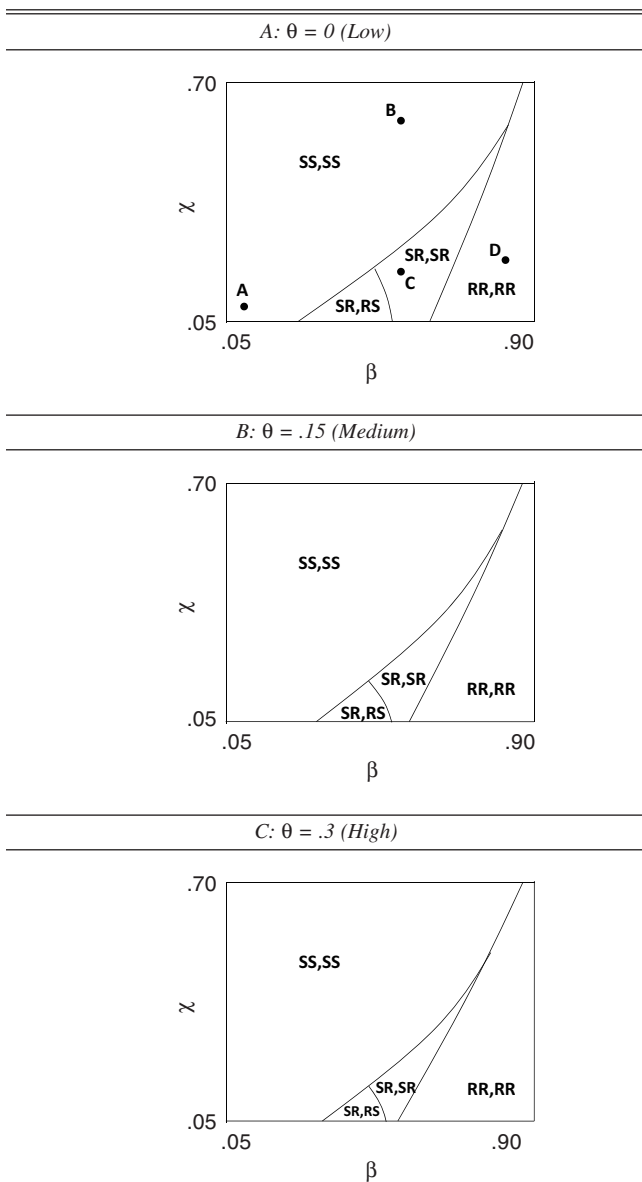 A: θ = 0 (Low)
.70
B
SS,SS
χ
SR,SR
D
C
A
RR,RR
SR,RS
.05
.05
.90
β
B: θ = .15 (Medium)
.70
SS,SS
χ
SR,SR
RR,RR
SR,RS
.05
.05
.90
β
C: θ = .3 (High)
.70
SS,SS
χ
SR,SR
RR,RR
SR,RS
.05
.05
.90
β